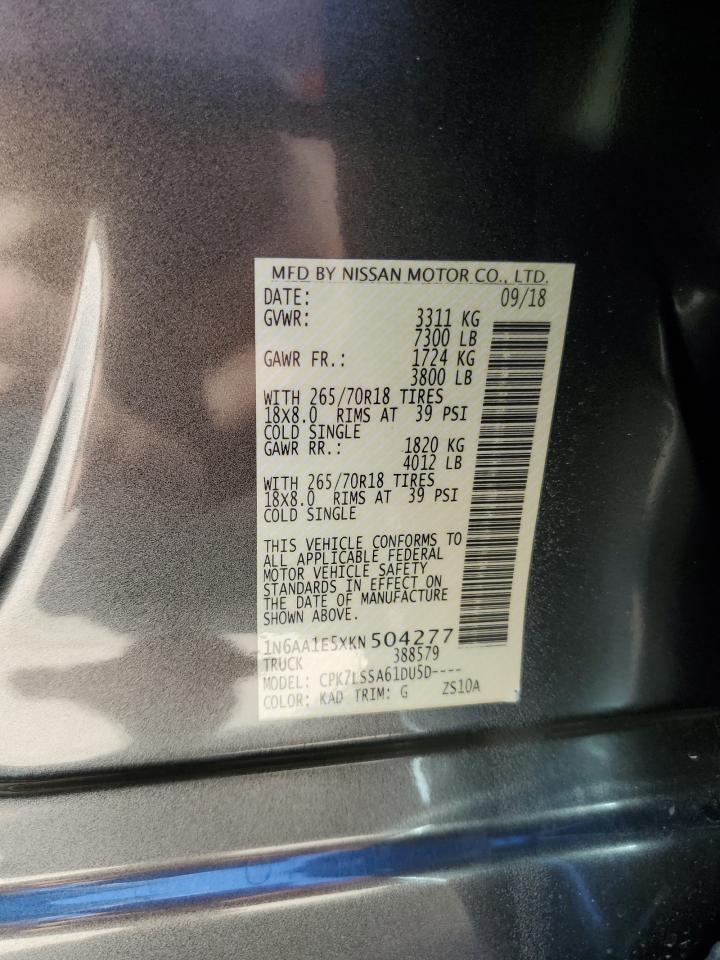 MFD BY NISSAN MOTOR CO., LTD.
DATE: 09/18
GVWR: 3311 KG
7300 LB
GAWR FR.: 1724 KG
3800 LB
WITH 265/70R18 TIRES
18X8.0 RIMS AT 39 PSI
COLD SINGLE
GAWR RR.: 1820 KG
4012 LB
WITH 265/70R18 TIRES
18X8.0 RIMS AT 39 PSI
COLD SINGLE
THIS VEHICLE CONFORMS TO
ALL APPLICABLE FEDERAL
MOTOR VEHICLE SAFETY
STANDARDS IN EFFECT ON
THE DATE OF MANUFACTURE
SHOWN ABOVE.
1N6AA1E5XKN504277
TRUCK 388579
MODEL: CPK7LSSA61DU5D----
COLOR: KAD TRIM: G ZS10A